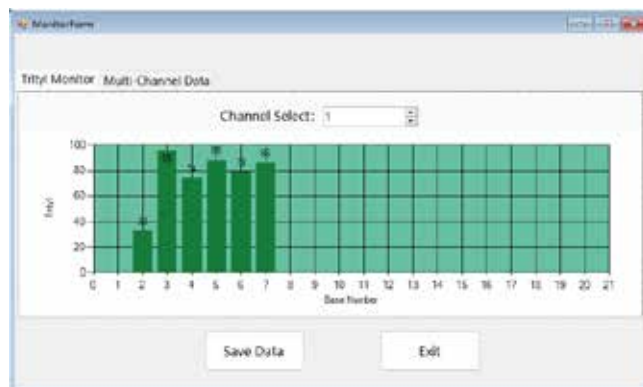 MonitorForm
Trityl Monitor Multi-Channel Data
Channel Select: 1
100
80
60
40
20
0
Trityl
0 1 2 3 4 5 6 7 8 9 10 11 12 13 14 15 16 17 18 19 20 21
Base Number
Save Data Exit